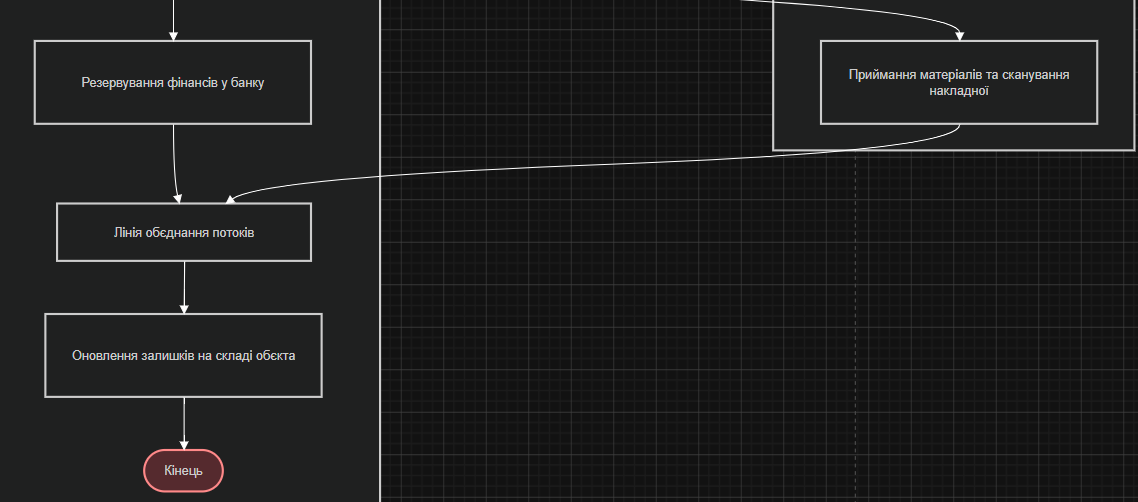 Резервування фінансів у банку
Приймання матеріалів та сканування
накладної
Лінія обєднання потоків
Оновлення залишків на складі обєкта
Кінець